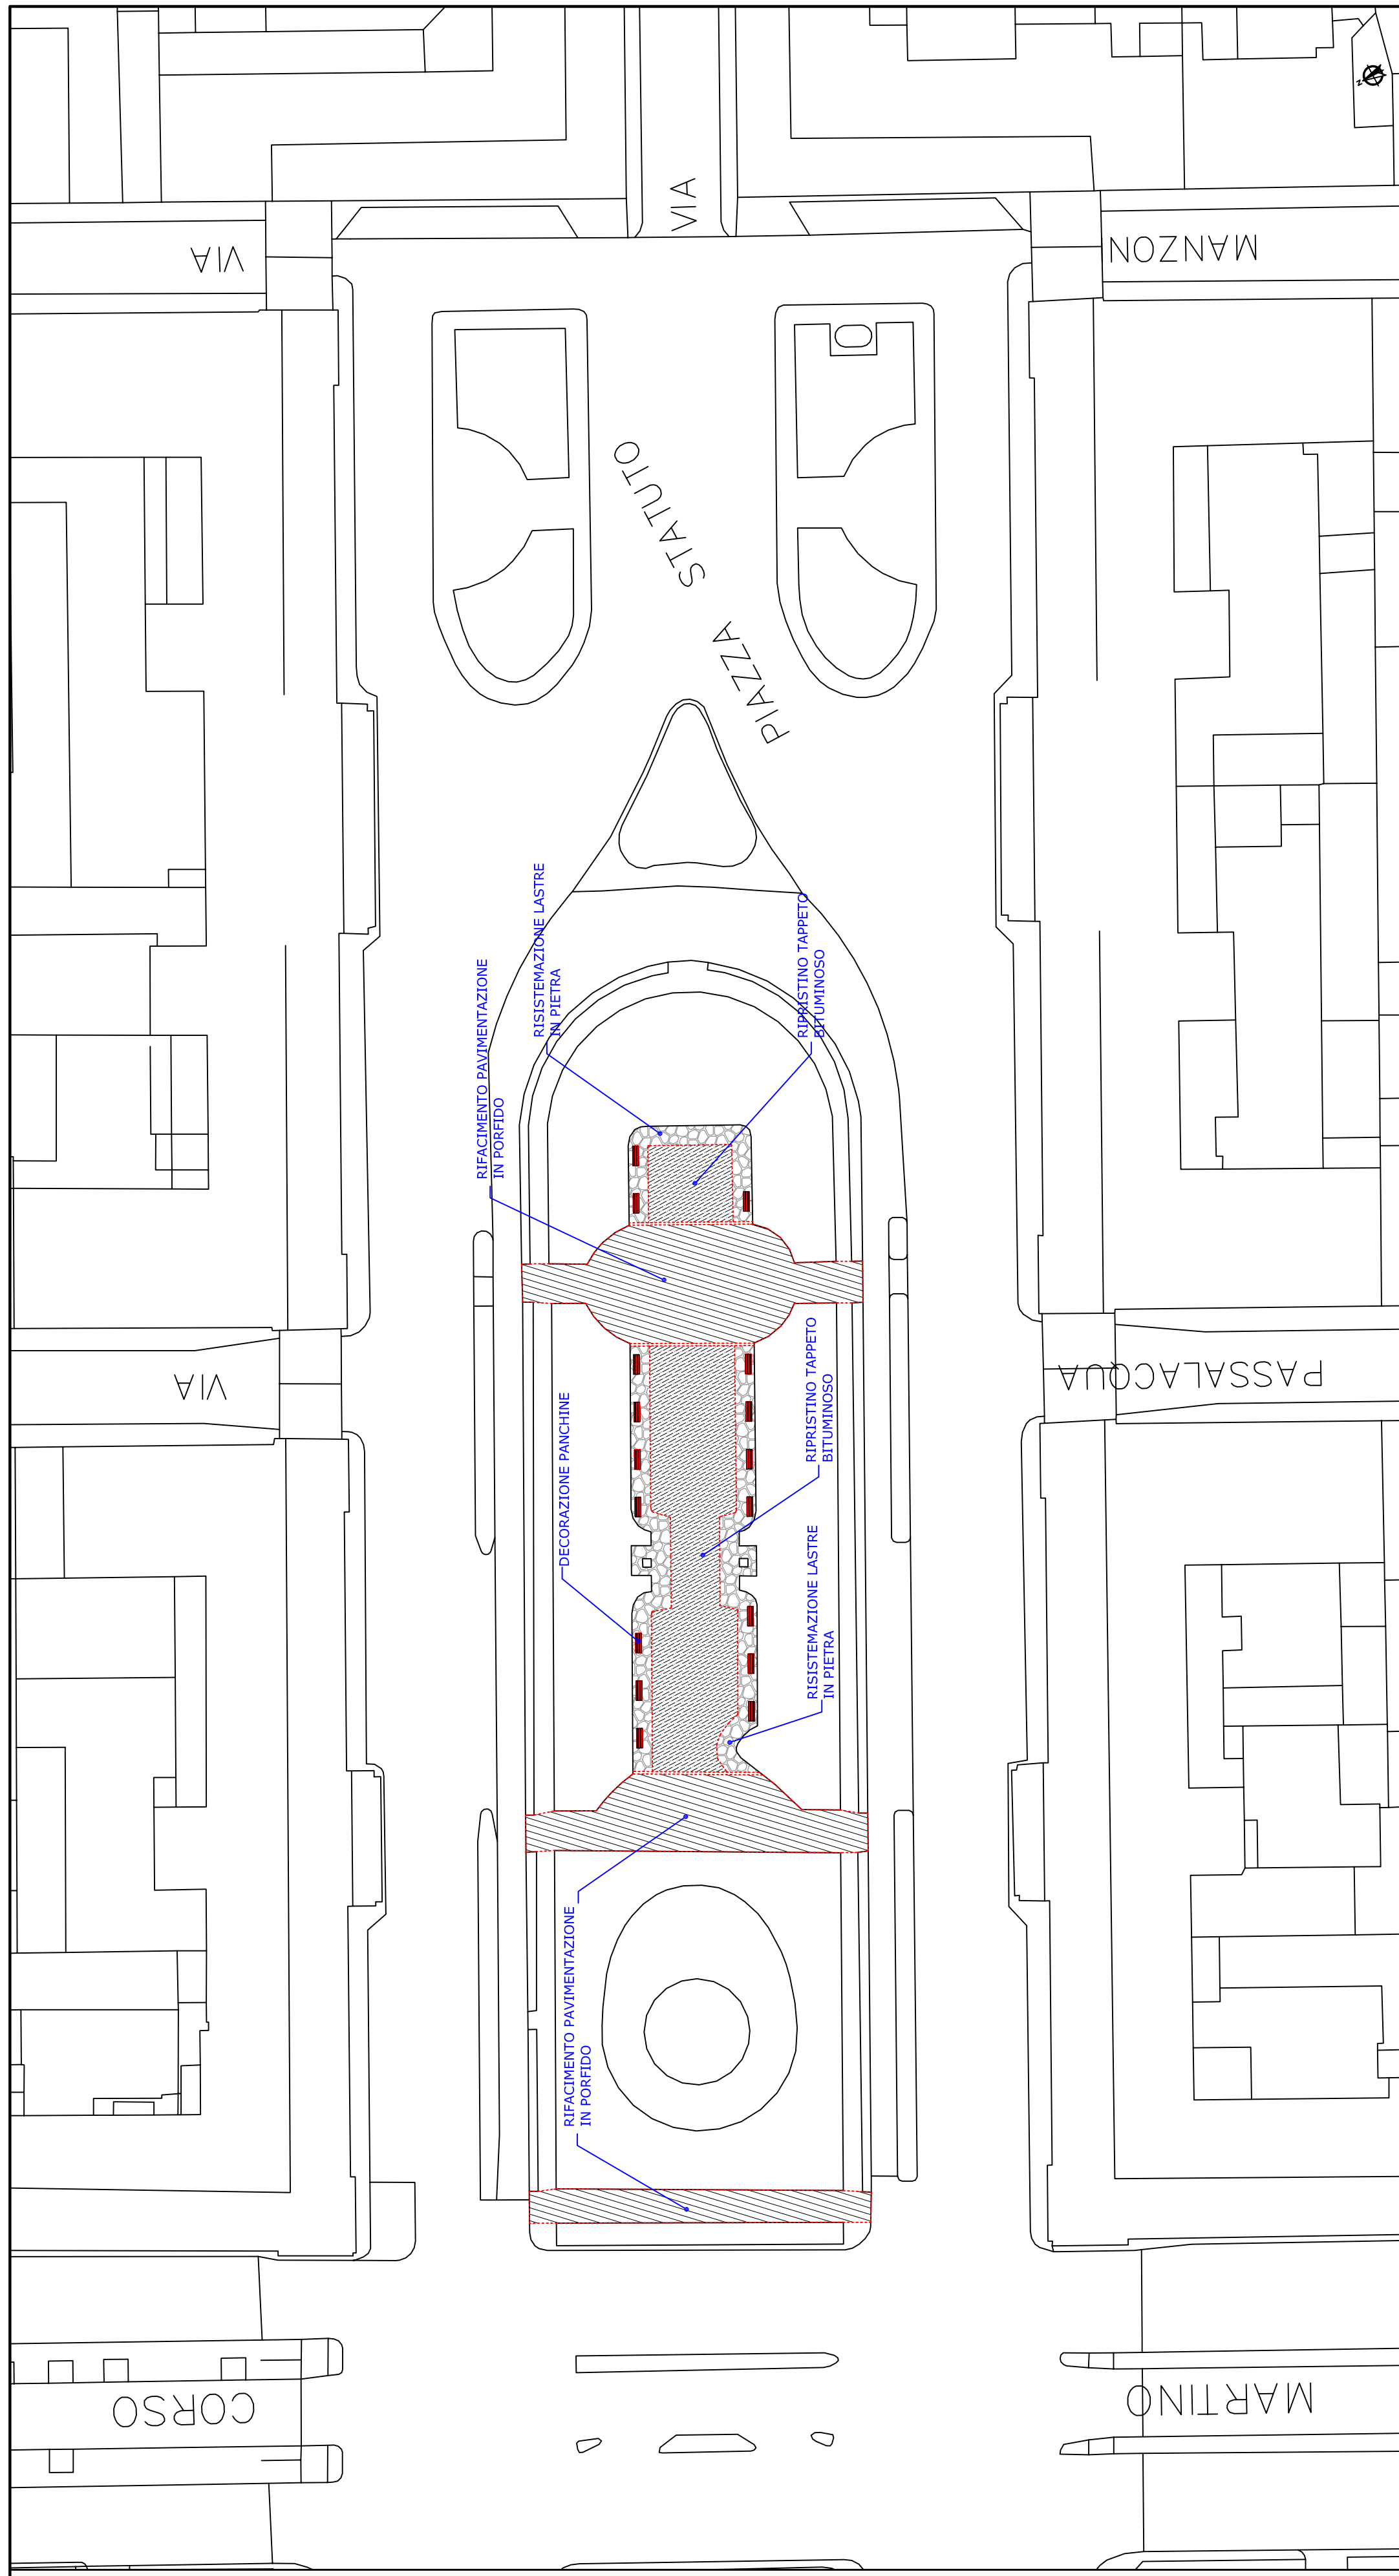 VIA
VIA
MANZON
PIAZZA STATUTO
RISISTEMAZIONE LASTRE
IN PIETRA
RIPRISTINO TAPPETO
BITUMINOSO
RIFACIMENTO PAVIMENTAZIONE
IN PORFIDO
VIA
PASSALACQUA
RIPRISTINO TAPPETO
BITUMINOSO
DECORAZIONE PANCHINE
RISISTEMAZIONE LASTRE
IN PIETRA
RIFACIMENTO PAVIMENTAZIONE
IN PORFIDO
CORSO
MARTINO